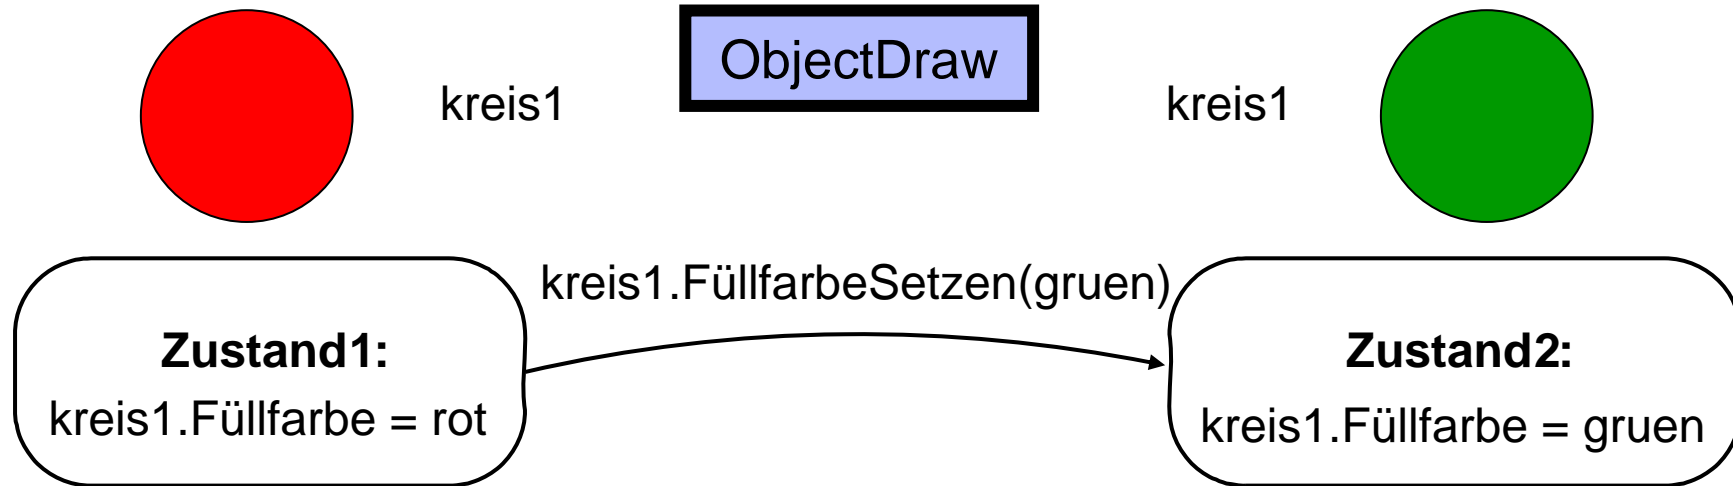 ObjectDraw
kreis1
kreis1
kreis1.FüllfarbeSetzen(gruen)
Zustand1:
kreis1.Füllfarbe = rot
Zustand2:
kreis1.Füllfarbe = gruen